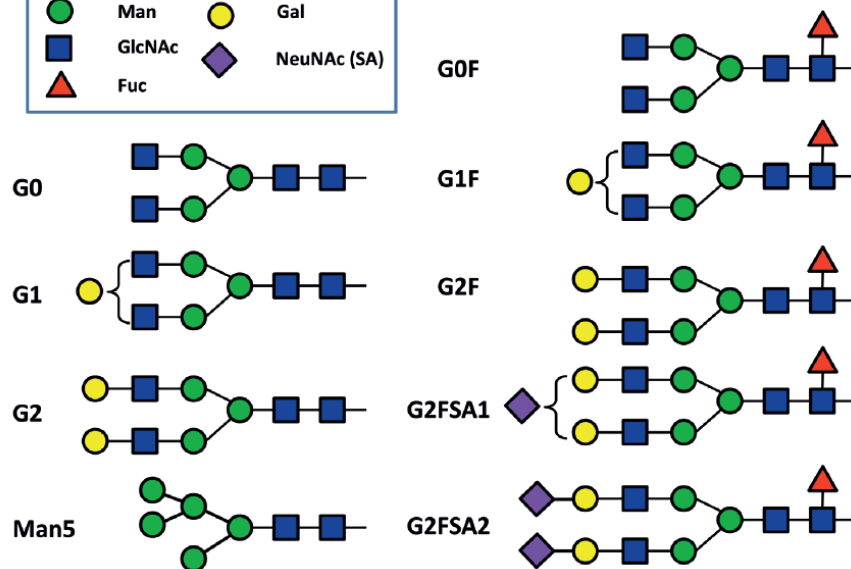 Man
Gal
GlcNAc
NeuNAc (SA)
Fuc
G0
G1
G2
Man5
G0F
G1F
G2F
G2FSA1
G2FSA2